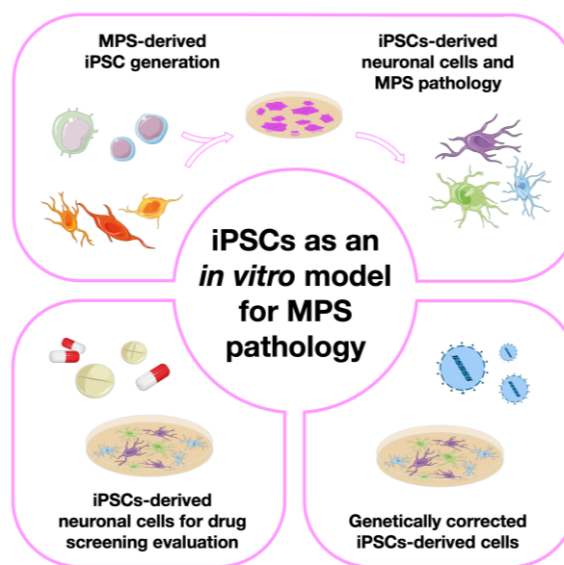 MPS-derived
iPSC generation
iPSCs-derived
neuronal cells and
MPS pathology
iPSCs as an
in vitro model
for MPS
pathology
iPSCs-derived
neuronal cells for drug
screening evaluation
Genetically corrected
iPSCs-derived cells